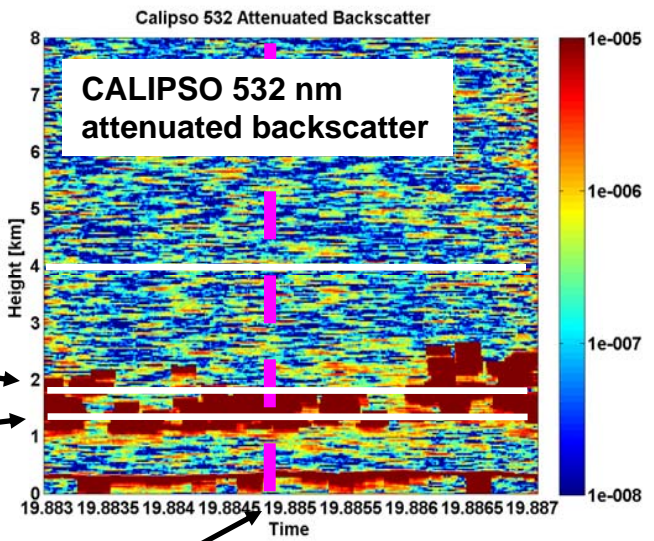 Calipso 532 Attenuated Backscatter
CALIPSO 532 nm
attenuated backscatter
8
7
6
5
4
3
2
1
0
Height [km]
19.883 19.8835 19.884 19.8845 19.885 19.8855 19.886 19.8865 19.887
Time
1e-005
1e-006
1e-007
1e-008